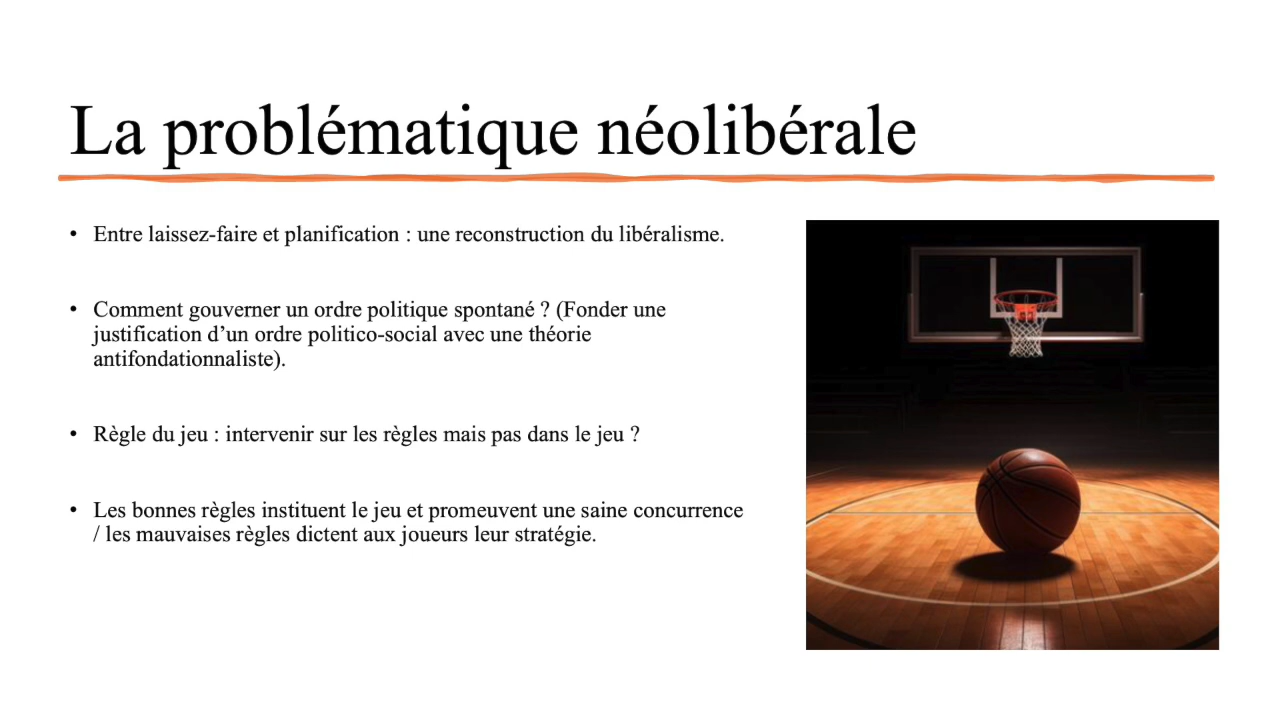 La problématique néolibérale
• Entre laissez-faire et planification : une reconstruction du libéralisme.
• Comment gouverner un ordre politique spontané ? (Fonder une
justification d’un ordre politico-social avec une théorie
antifondationnaliste).
• Règle du jeu : intervenir sur les règles mais pas dans le jeu ?
• Les bonnes règles instituent le jeu et promeuvent une saine concurrence
/ les mauvaises règles dictent aux joueurs leur stratégie.